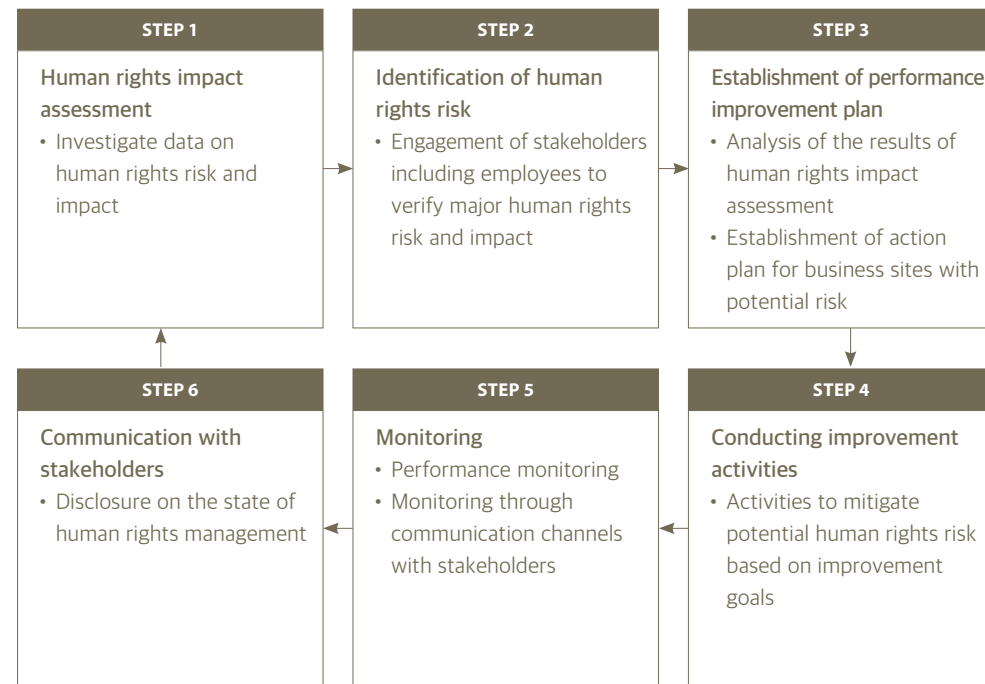 STEP 1
Human rights impact
assessment
• Investigate data on
human rights risk and
impact
STEP 2
Identification of human
rights risk
• Engagement of stakeholders
including employees to
verify major human rights
risk and impact
STEP 3
Establishment of performance
improvement plan
• Analysis of the results of
human rights impact
assessment
• Establishment of action
plan for business sites with
potential risk
STEP 4
Conducting improvement
activities
• Activities to mitigate
potential human rights risk
based on improvement
goals
STEP 5
Monitoring
• Performance monitoring
• Monitoring through
communication channels
with stakeholders
STEP 6
Communication with
stakeholders
• Disclosure on the state of
human rights management